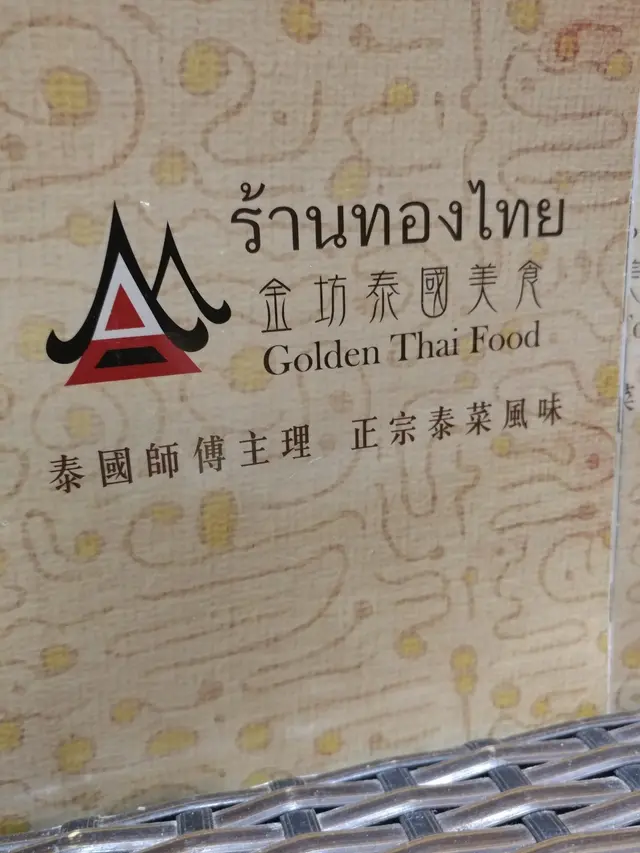 ร้านทองไทย
金坊泰國美食
Golden Thai Food
泰國師傅主理 正宗泰菜風味